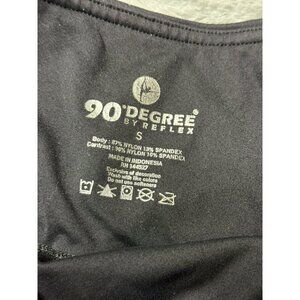 90°DEGREE®
BY REFLEX
S
Body : 87% NYLON 13% SPANDEX
Contrast : 90% NYLON 10% SPANDEX
MADE IN INDONESIA
RN 144527
Exclusive of decoration
Wash with like colors
Do not use softeners